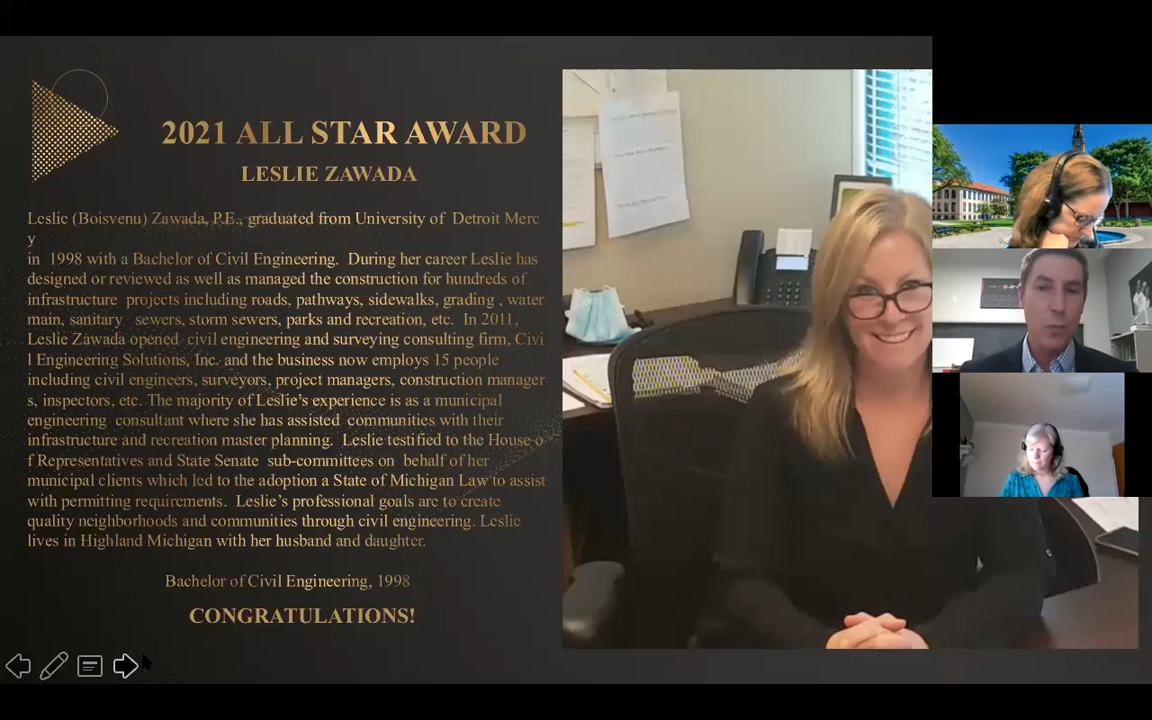 2021 ALL STAR AWARD
LESLIE ZAWADA
Leslie (Boisvenu) Zawada, P.E., graduated from University of Detroit Merc
y
in 1998 with a Bachelor of Civil Engineering. During her career Leslie has
designed or reviewed as well as managed the construction for hundreds of
infrastructure projects including roads, pathways, sidewalks, grading , water
main, sanitary sewers, storm sewers, parks and recreation, etc. In 2011,
Leslie Zawada opened civil engineering and surveying consulting firm, Civi
l Engineering Solutions, Inc. and the business now employs 15 people
including civil engineers, surveyors, project managers, construction manager
s, inspectors, etc. The majority of Leslie's experience is as a municipal
engineering consultant where she has assisted communities with their
infrastructure and recreation master planning. Leslie testified to the House o
f Representatives and State Senate sub-committees on behalf of her
municipal clients which led to the adoption a State of Michigan Law to assist
with permitting requirements. Leslie's professional goals are to create
quality neighborhoods and communities through civil engineering. Leslie
lives in Highland Michigan with her husband and daughter.
Bachelor of Civil Engineering, 1998
CONGRATULATIONS!